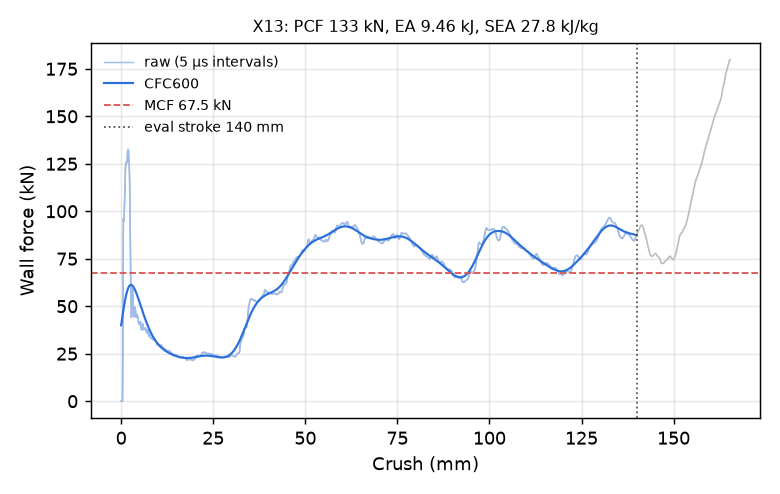 X13: PCF 133 kN, EA 9.46 kJ, SEA 27.8 kJ/kg
raw (5 µs intervals)
CFC600
MCF 67.5 kN
eval stroke 140 mm
Wall force (kN)
175
150
125
100
75
50
25
0
0 25 50 75 100 125 150
Crush (mm)